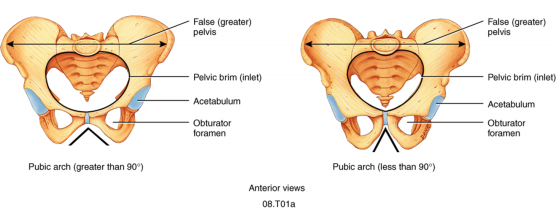 False (greater)
pelvis
Pelvic brim (inlet)
Acetabulum
Obturator
foramen
Pubic arch (greater than 90°)
False (greater)
pelvis
Pelvic brim (inlet)
Acetabulum
Obturator
foramen
Pubic arch (less than 90°)
Anterior views
08.T01a